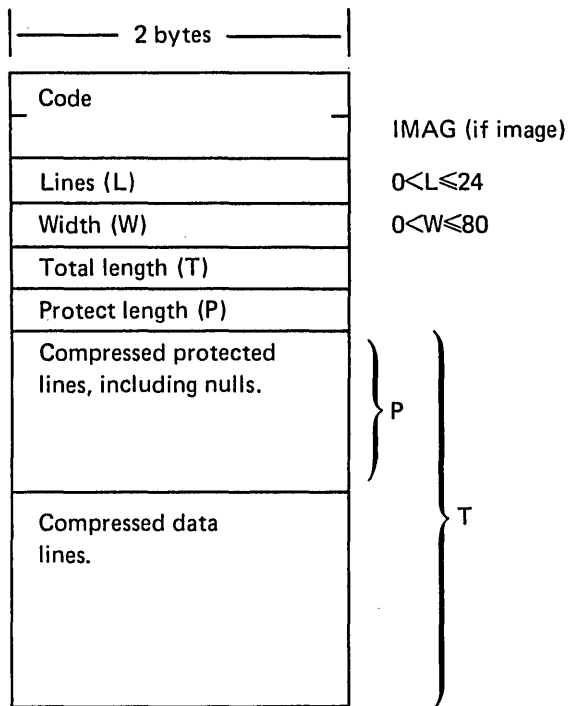 2 bytes
Code
IMAG (if image)
Lines (L)
0<L≤24
Width (W)
0<W≤80
Total length (T)
Protect length (P)
Compressed protected
lines, including nulls.
P
Compressed data
lines.
T